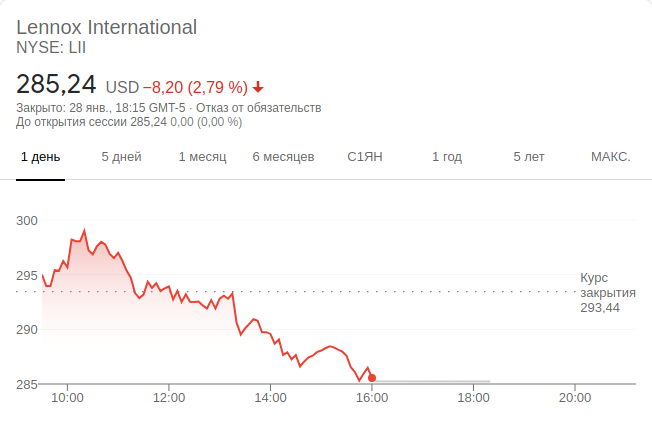 Lennox International
NYSE: LII
285,24 USD −8,20 (2,79 %)
Закрыто: 28 янв., 18:15 GMT-5 · Отказ от обязательств
До открытия сессии 285,24 0,00 (0,00 %)
1 день 5 дней 1 месяц 6 месяцев С1ЯН 1 год 5 лет МАКС.
300
295
290
285
Курс
закрытия
293,44
10:00 12:00 14:00 16:00 18:00 20:00